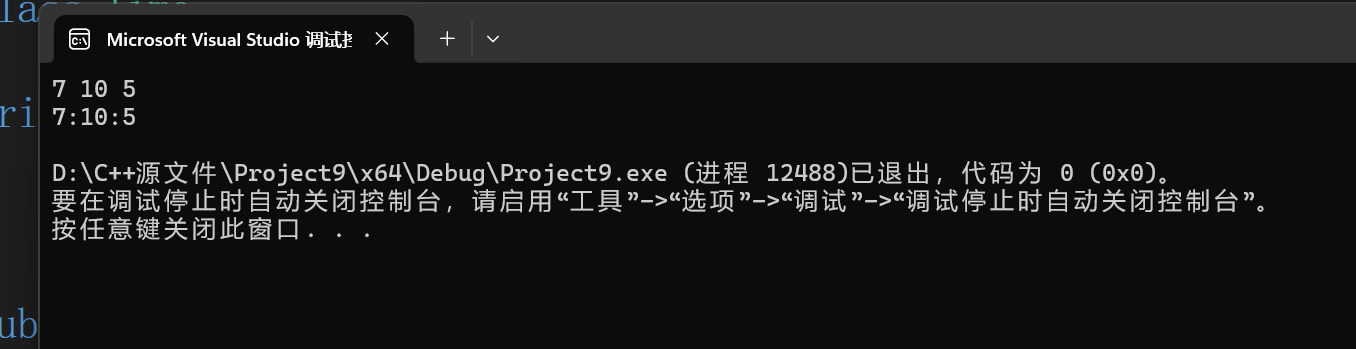 Microsoft Visual Studio 调试
7 10 5
7:10:5
D:\C++源文件\Project9\x64\Debug\Project9.exe (进程 12488)已退出，代码为 0 (0x0)。
要在调试停止时自动关闭控制台，请启用“工具”->“选项”->“调试”->“调试停止时自动关闭控制台”。
按任意键关闭此窗口. . .
ri
ub